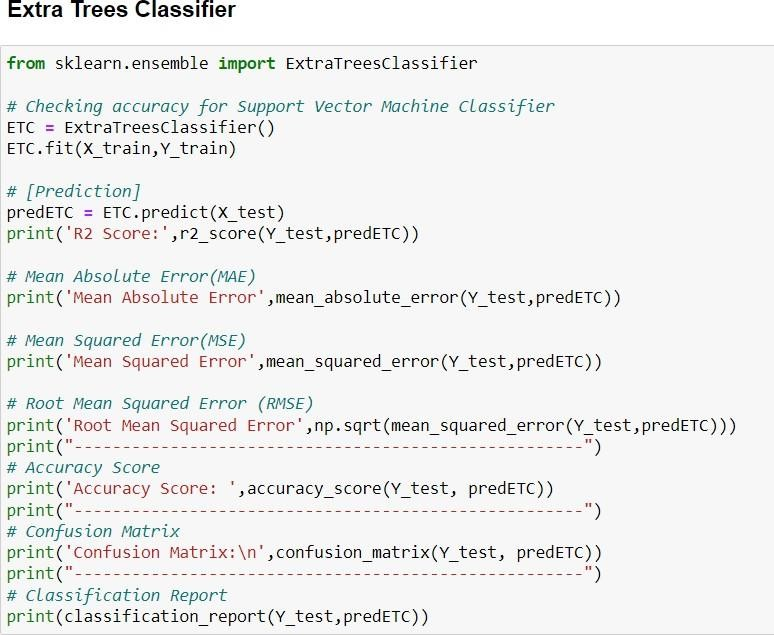 Extra Trees Classifier
from sklearn.ensemble import ExtraTreesClassifier
# Checking accuracy for Support Vector Machine Classifier
ETC = ExtraTreesClassifier()
ETC.fit(X_train,Y_train)
# [Prediction]
predETC = ETC.predict(X_test)
print('R2 Score:',r2_score(Y_test,predETC))
# Mean Absolute Error(MAE)
print('Mean Absolute Error',mean_absolute_error(Y_test,predETC))
# Mean Squared Error(MSE)
print('Mean Squared Error',mean_squared_error(Y_test,predETC))
# Root Mean Squared Error (RMSE)
print('Root Mean Squared Error',np.sqrt(mean_squared_error(Y_test,predETC)))
print("-----------------------------------------------------")
# Accuracy Score
print('Accuracy Score: ',accuracy_score(Y_test, predETC))
print("-----------------------------------------------------")
# Confusion Matrix
print('Confusion Matrix:\n',confusion_matrix(Y_test, predETC))
print("-----------------------------------------------------")
# Classification Report
print(classification_report(Y_test,predETC))